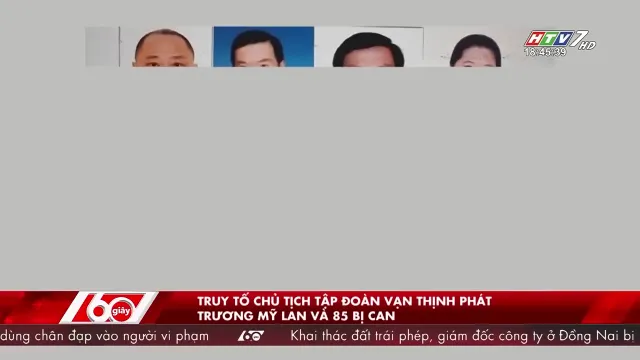 HTV7 HD
18:45:39
60 giây
TRUY TỐ CHỦ TỊCH TẬP ĐOÀN VẠN THỊNH PHÁT
TRƯƠNG MỸ LAN VÀ 85 BỊ CAN
dùng chân đạp vào người vi phạm 60 Khai thác đất trái phép, giám đốc công ty ở Đồng Nai bị